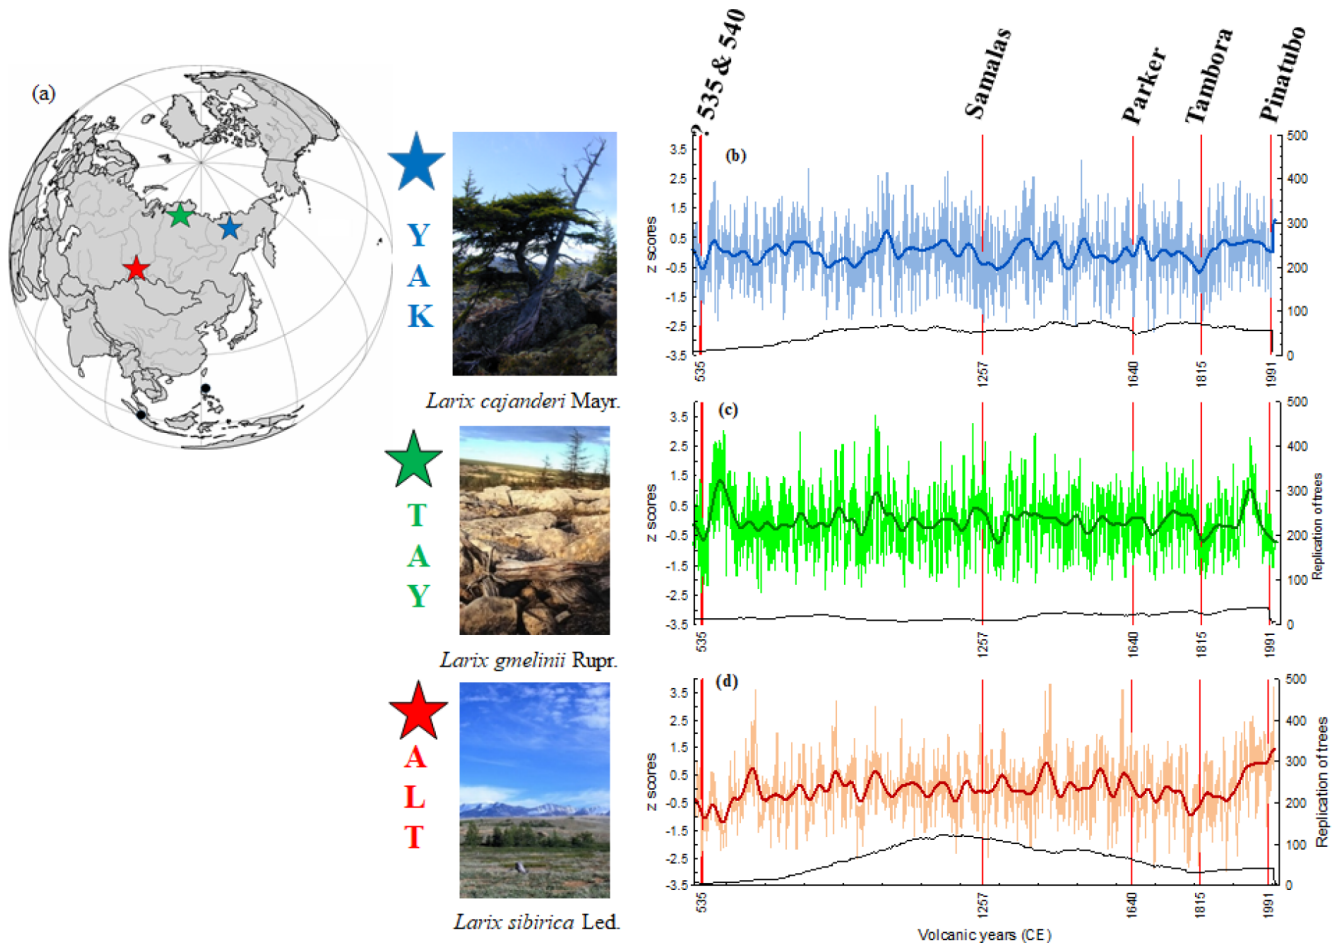 ? 535 & 540
Samalas
Parker
Tambora
Pinatubo
(a)
Y
A
K
Larix cajanderi Mayr.
T
A
Y
Larix gmelinii Rupr.
A
L
T
Larix sibirica Led.
(b)
z scores
3.5
2.5
1.5
0.5
-0.5
-1.5
-2.5
-3.5
500
400
300
200
100
0
535
1257
1640
1815
1991
(c)
z scores
3.5
2.5
1.5
0.5
-0.5
-1.5
-2.5
-3.5
500
400
300
200
100
0
Replication of trees
535
1257
1640
1815
1991
(d)
z scores
3.5
2.5
1.5
0.5
-0.5
-1.5
-2.5
-3.5
500
400
300
200
100
0
Replication of trees
535
1257
1640
1815
1991
Volcanic years (CE)